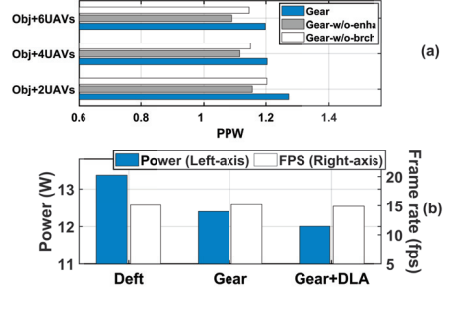 Obj+6UAVs
Obj+4UAVs
Obj+2UAVs
Gear
Gear-w/o-enha
Gear-w/o-brch
(a)
0.6 0.8 1 1.2 1.4
PPW
Power (Left-axis) FPS (Right-axis)
Power (W)
13
12
11
20
15
10
5
Frame rate (fps)
(b)
Deft Gear Gear+DLA